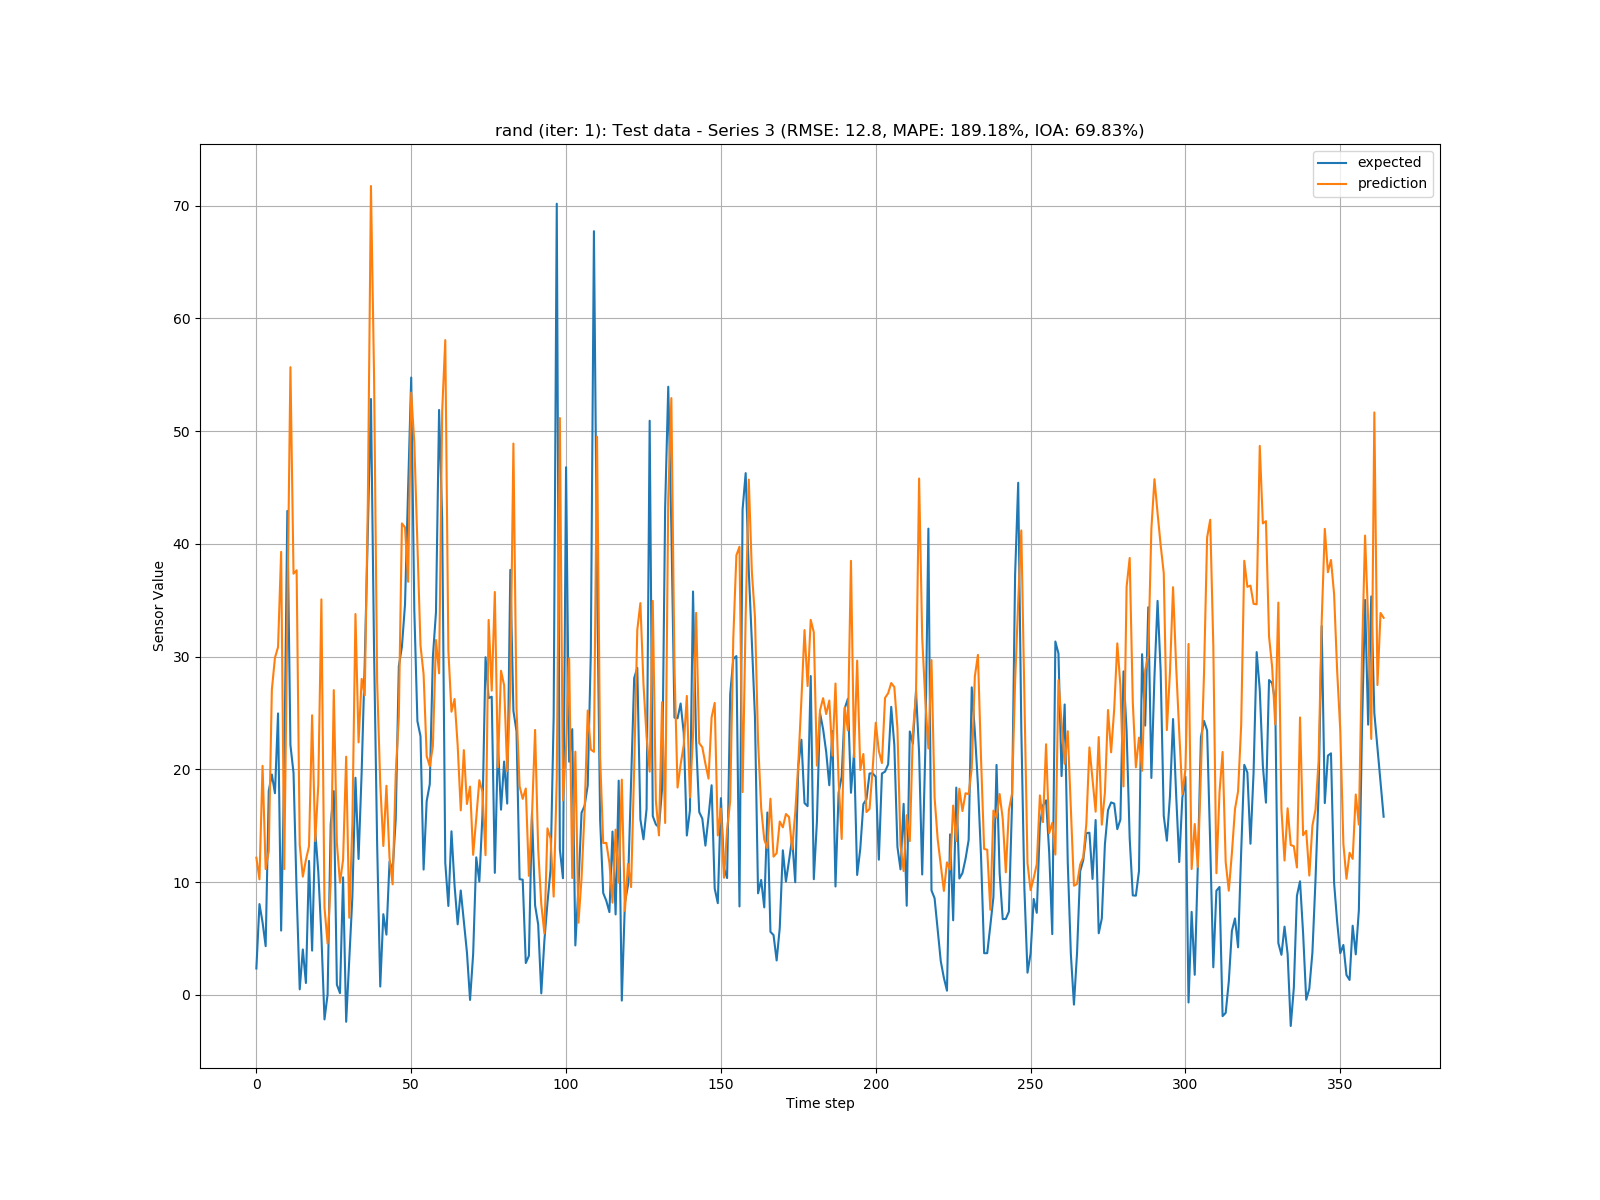 rand (iter: 1): Test data - Series 3 (RMSE: 12.8, MAPE: 189.18%, IOA: 69.83%)
expected
prediction
70
60
50
40
30
20
10
0
Sensor Value
0 50 100 150 200 250 300 350
Time step